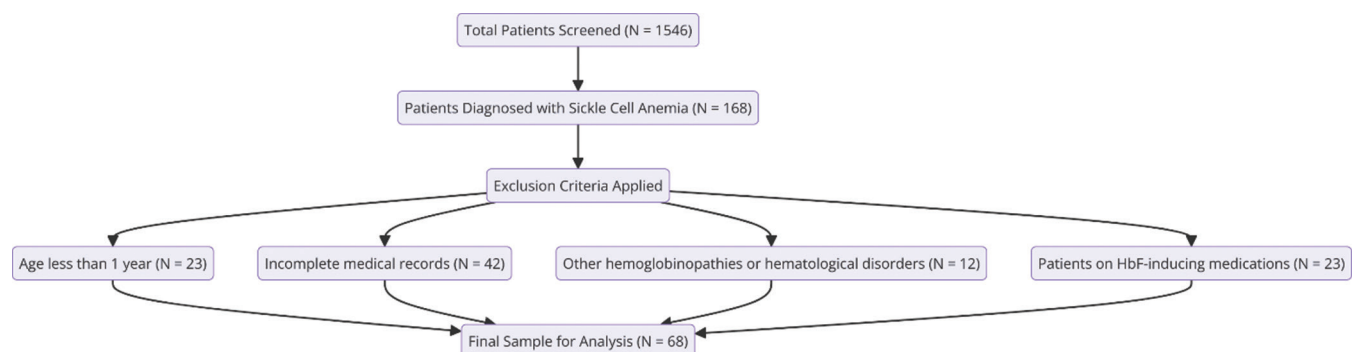 Total Patients Screened (N = 1546)
Patients Diagnosed with Sickle Cell Anemia (N = 168)
Exclusion Criteria Applied
Age less than 1 year (N = 23)
Incomplete medical records (N = 42)
Other hemoglobinopathies or hematological disorders (N = 12)
Patients on HbF-inducing medications (N = 23)
Final Sample for Analysis (N = 68)